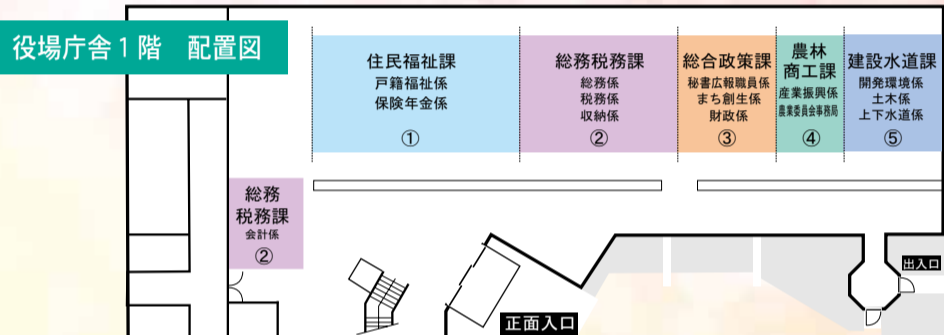 役場庁舎1階　配置図
住民福祉課
戸籍福祉係
保険年金係
①
総務税務課
総務係
税務係
収納係
②
総合政策課
秘書広報職員係
まち創生係
財政係
③
農林
商工課
産業振興係
農業委員会事務局
④
建設水道課
開発環境係
土木係
上下水道係
⑤
総務
税務課
会計係
②
出入口
正面入口